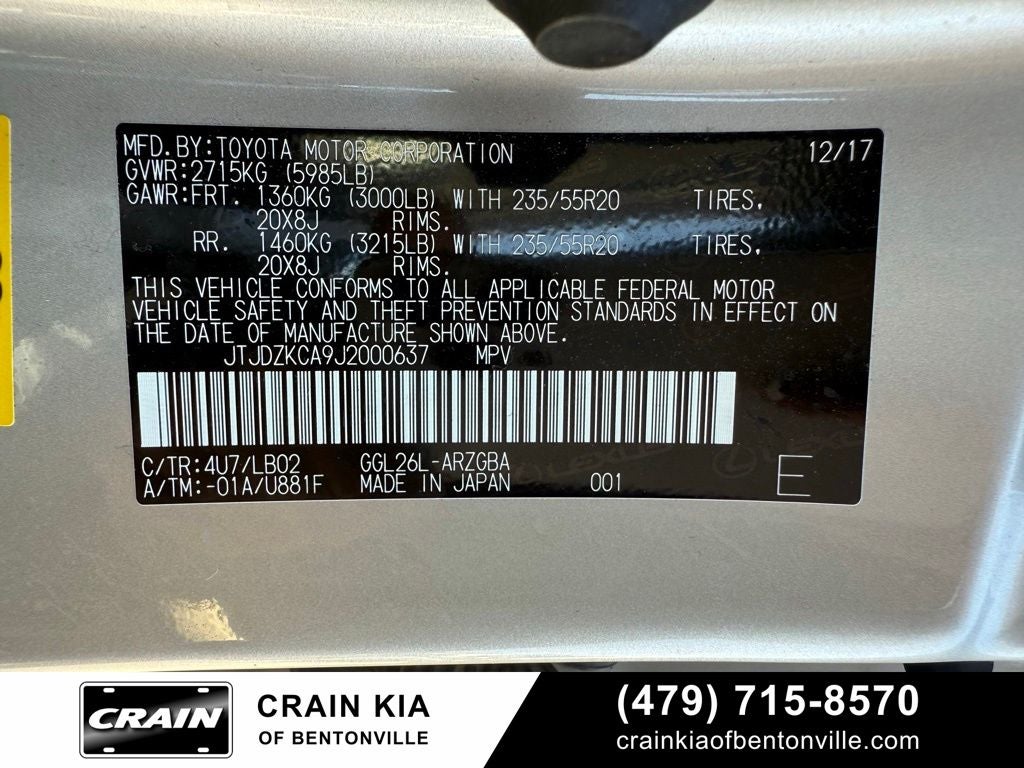 MFD.BY:TOYOTA MOTOR CORPORATION 12/17
GVWR:2715KG (5985LB)
GAWR:FRT. 1360KG (3000LB) WITH 235/55R20 TIRES,
20X8J RIMS.
RR. 1460KG (3215LB) WITH 235/55R20 TIRES,
20X8J RIMS.
THIS VEHICLE CONFORMS TO ALL APPLICABLE FEDERAL MOTOR
VEHICLE SAFETY AND THEFT PREVENTION STANDARDS IN EFFECT ON
THE DATE OF MANUFACTURE SHOWN ABOVE.
JTJDZKCA9J2000637 MPV
C/TR:4U7/LB02 GGL26L-ARZGBA
A/TM:-01A/U881F MADE IN JAPAN 001 E
LEXUS
CRAIN
CRAIN KIA
OF BENTONVILLE
(479) 715-8570
crainkiaofbentonville.com